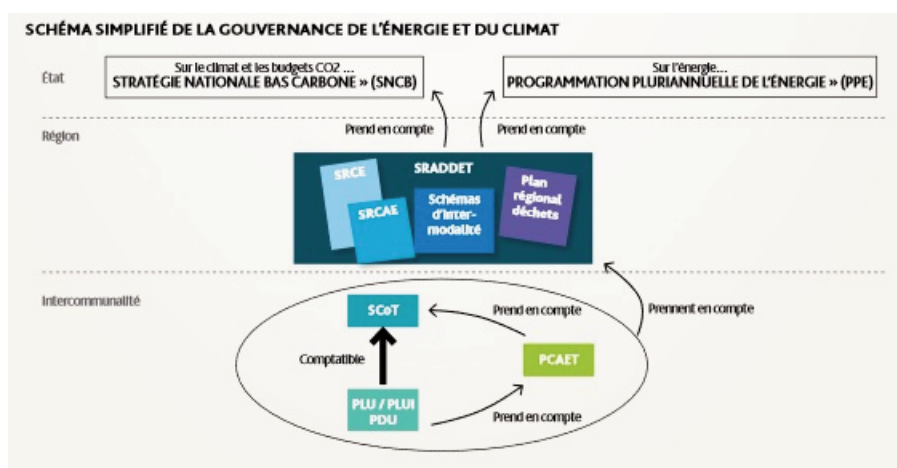 SCHÉMA SIMPLIFIÉ DE LA GOUVERNANCE DE L'ÉNERGIE ET DU CLIMAT
État
Sur le climat et les budgets CO2 ...
STRATÉGIE NATIONALE BAS CARBONE » (SNCB)
Sur l'énergie...
PROGRAMMATION PLURIANNUELLE DE L'ÉNERGIE » (PPE)
Prend en compte
Prend en compte
Région
SRADDET
SRCE
SRCAE
Schémas
d'inter-
modalité
Plan
régional
déchets
Intercommunalité
SCoT
Prend en compte
Prennent en compte
Comptatible
PCAET
PLU / PLUI
PDU
Prend en compte